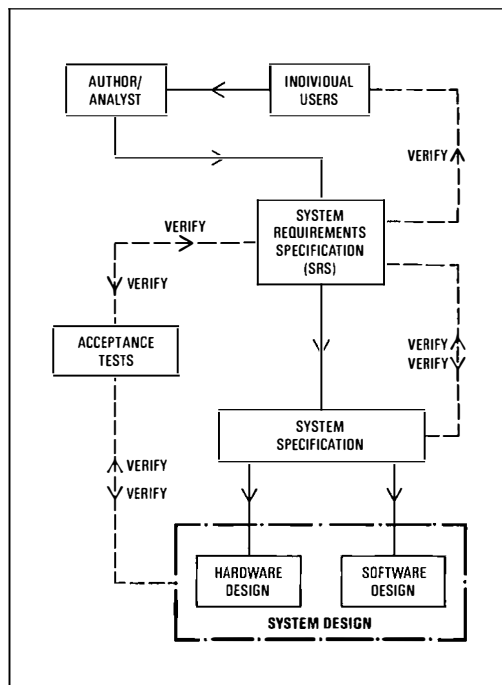 AUTHOR/
ANALYST
INDIVIDUAL
USERS
VERIFY
SYSTEM
REQUIREMENTS
SPECIFICATION
(SRS)
VERIFY
VERIFY
ACCEPTANCE
TESTS
VERIFY
VERIFY
SYSTEM
SPECIFICATION
VERIFY
VERIFY
HARDWARE
DESIGN
SOFTWARE
DESIGN
SYSTEM DESIGN